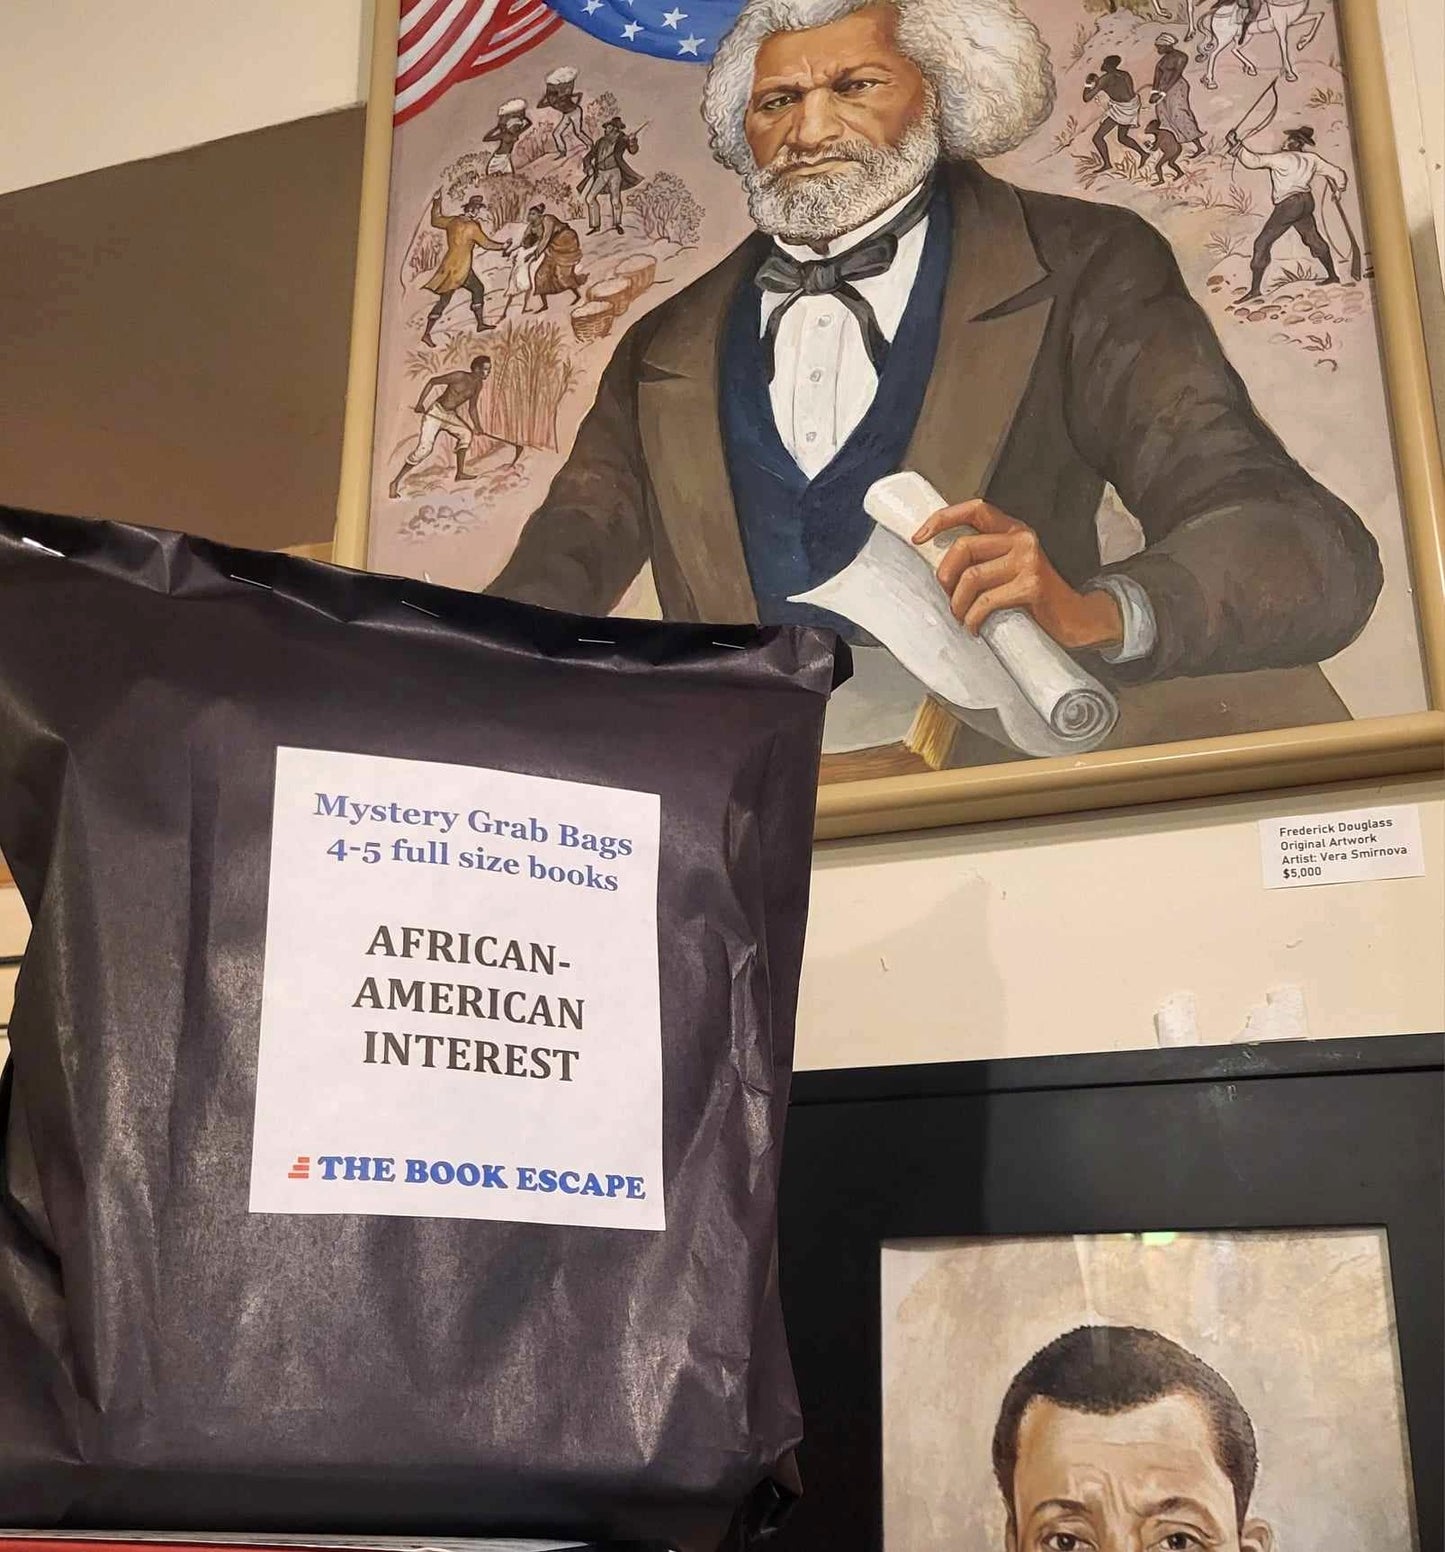 Mystery Grab Bags
4-5 full size books
AFRICAN-
AMERICAN
INTEREST
THE BOOK ESCAPE
Frederick Douglass
Original Artwork
Artist: Vera Smirnova
$5,000